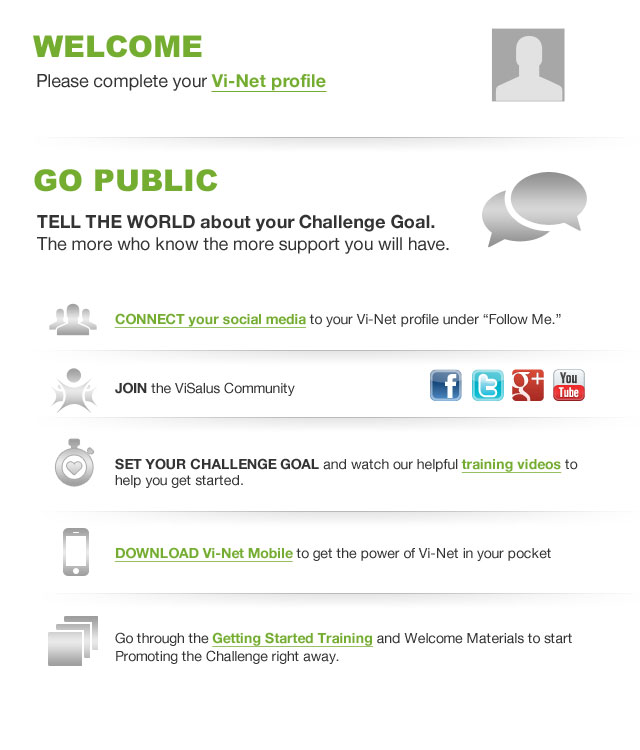 WELCOME
Please complete your Vi-Net profile
GO PUBLIC
TELL THE WORLD about your Challenge Goal.
The more who know the more support you will have.
CONNECT your social media to your Vi-Net profile under “Follow Me.”
JOIN the ViSalus Community
f t g+ You
Tube
SET YOUR CHALLENGE GOAL and watch our helpful training videos to
help you get started.
DOWNLOAD Vi-Net Mobile to get the power of Vi-Net in your pocket
Go through the Getting Started Training and Welcome Materials to start
Promoting the Challenge right away.